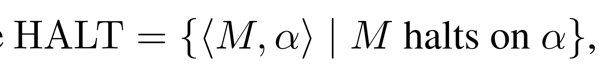 HALT = {⟨M, α⟩ | M halts on α},